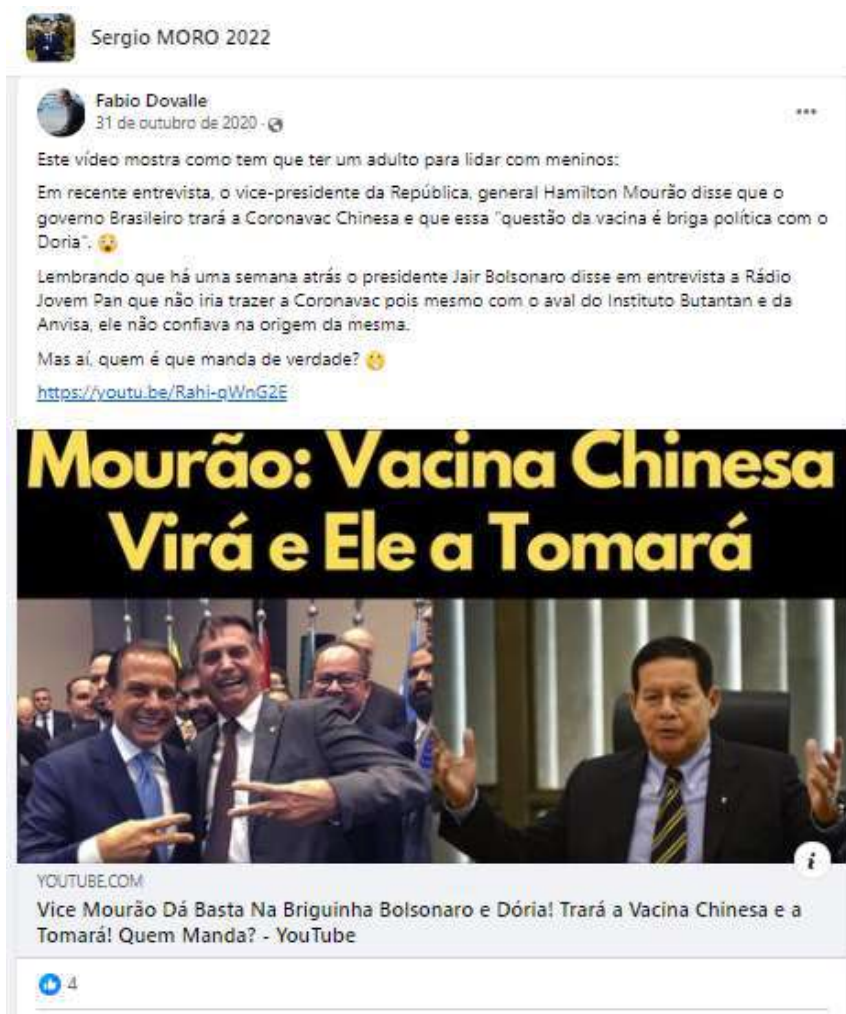 Sergio MORO 2022
Fabio Dovalle
31 de outubro de 2020 ·
Este vídeo mostra como tem que ter um adulto para lidar com meninos:
Em recente entrevista, o vice-presidente da República, general Hamilton Mourão disse que o
governo Brasileiro trará a Coronavac Chinesa e que essa "questão da vacina é briga política com o
Doria". 😲
Lembrando que há uma semana atrás o presidente Jair Bolsonaro disse em entrevista a Rádio
Jovem Pan que não iria trazer a Coronavac pois mesmo com o aval do Instituto Butantan e da
Anvisa, ele não confiava na origem da mesma.
Mas aí, quem é que manda de verdade? 🤭
https://youtu.be/Rahi-qWnG2E
Mourão: Vacina Chinesa
Virá e Ele a Tomará
YOUTUBE.COM
Vice Mourão Dá Basta Na Briguinha Bolsonaro e Dória! Trará a Vacina Chinesa e a
Tomará! Quem Manda? - YouTube
4